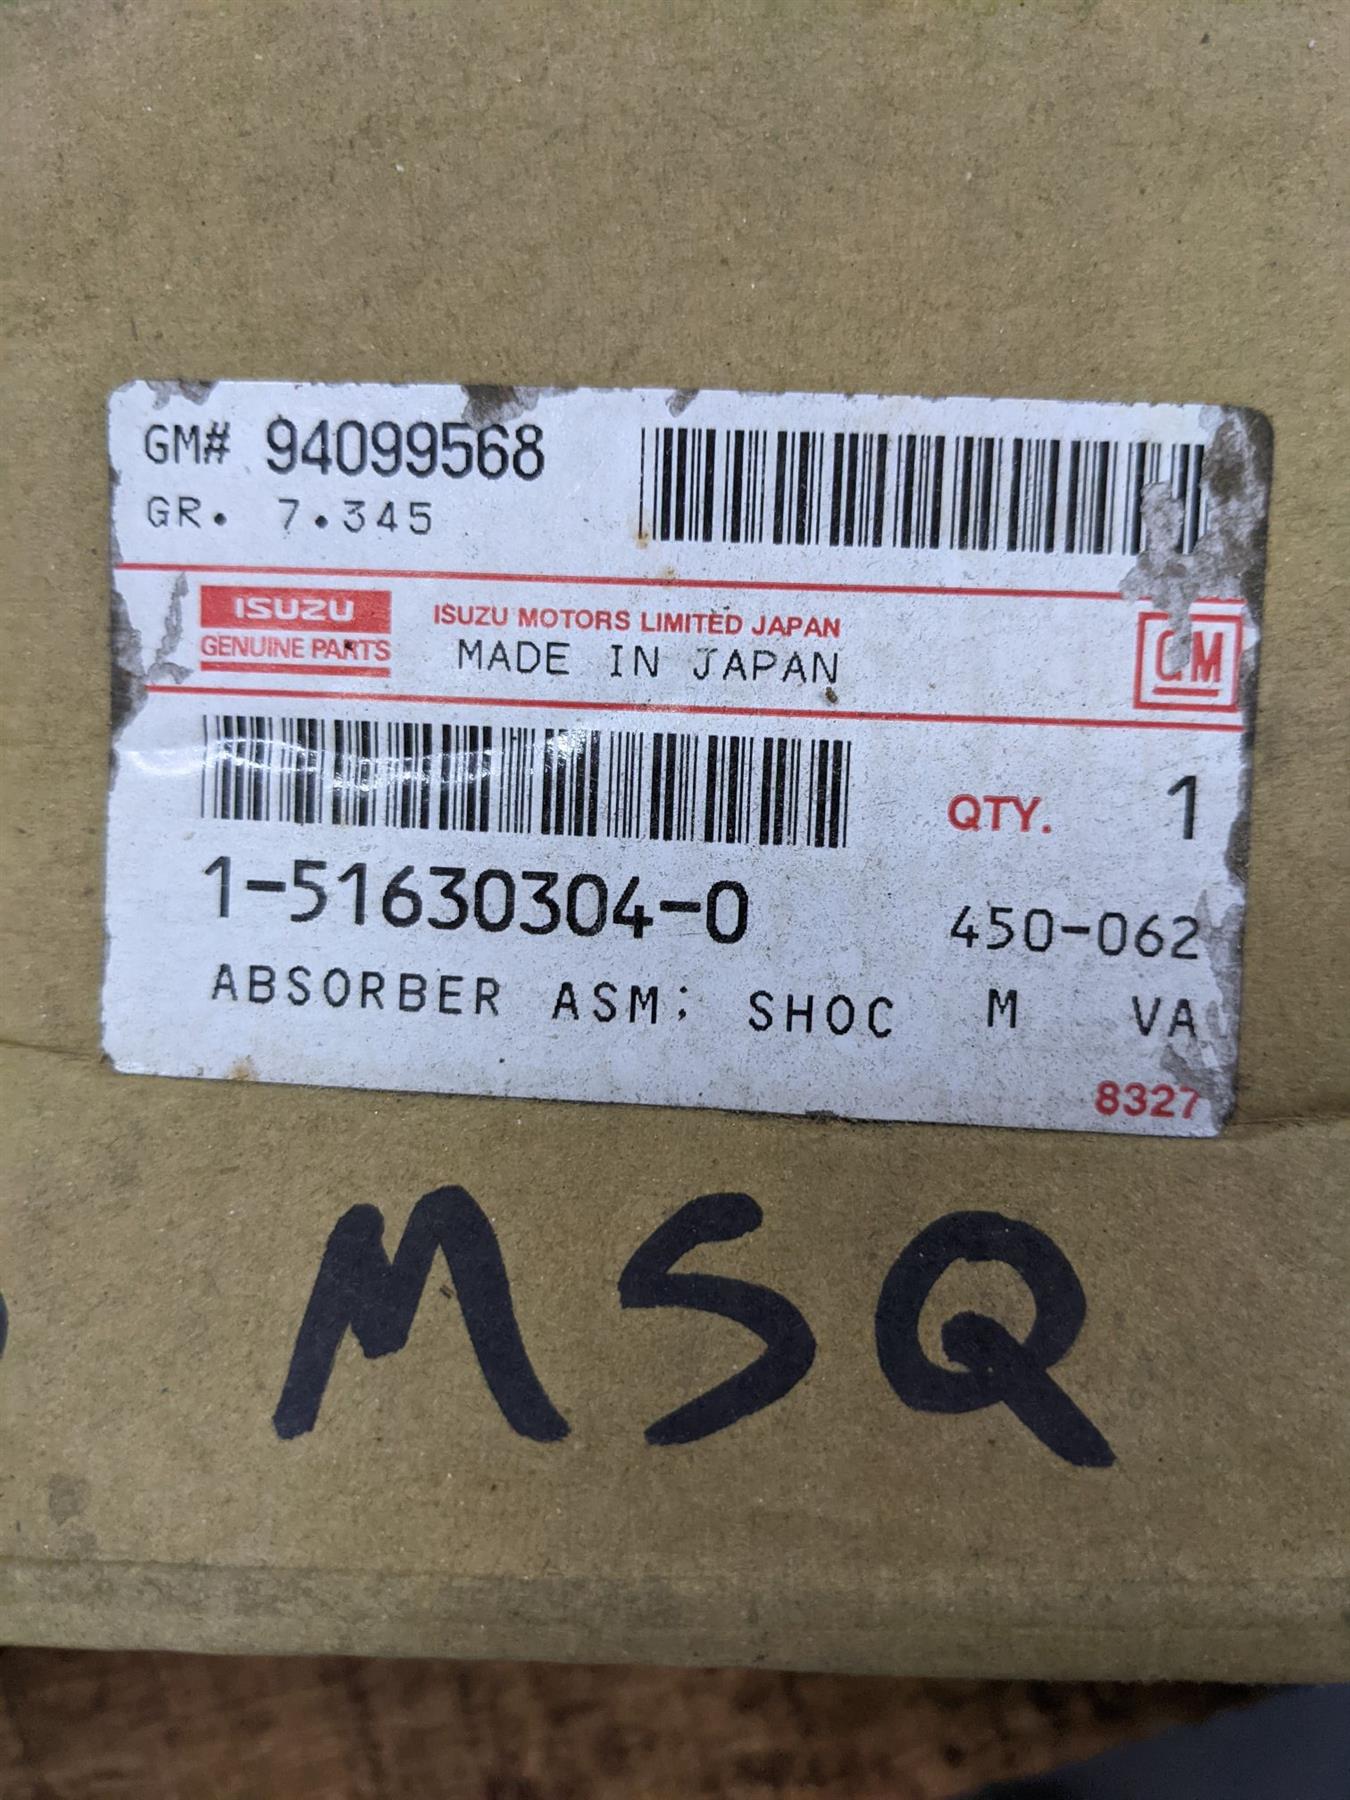 GM# 94099568
GR. 7.345
ISUZU
GENUINE PARTS
ISUZU MOTORS LIMITED JAPAN
MADE IN JAPAN
GM
QTY. 1
1-51630304-0 450-062
ABSORBER ASM; SHOC M VA
8327
MSQ